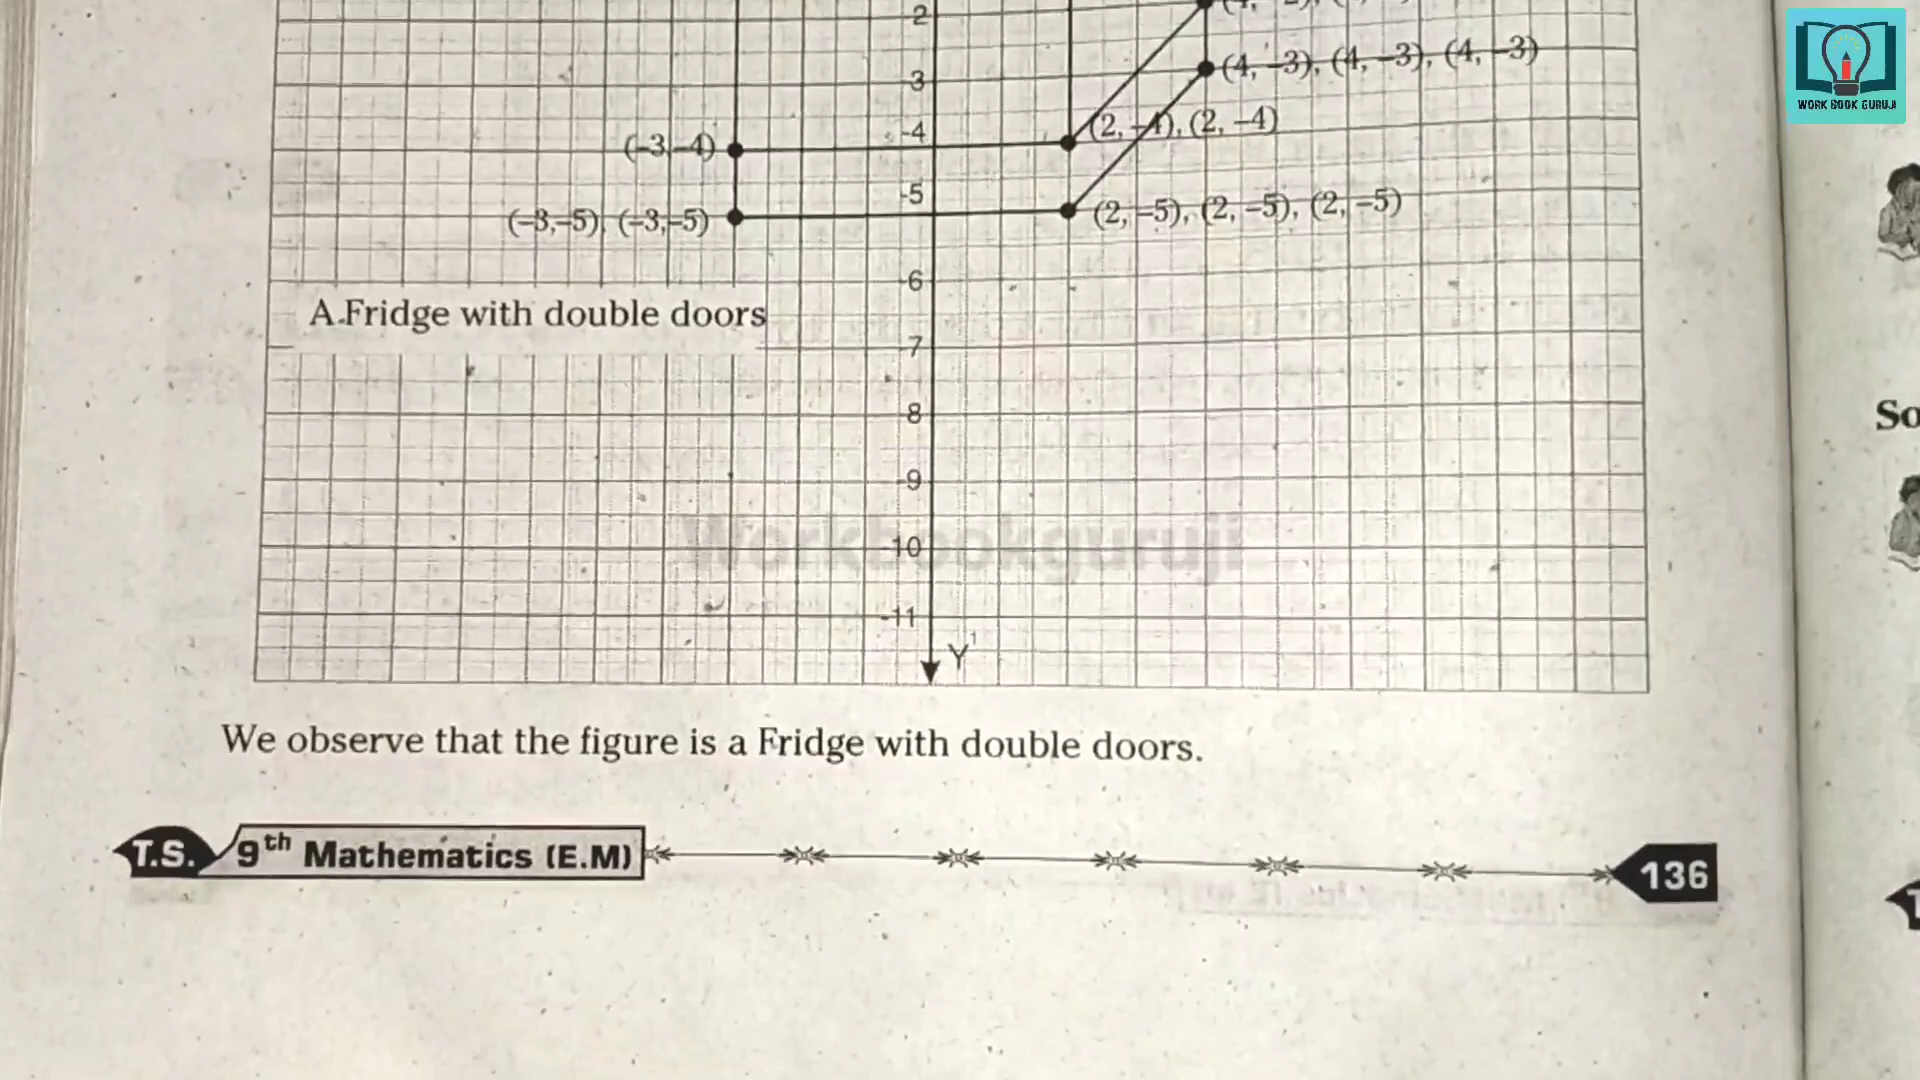 2
3
(4, –3), (4, –3), (4, –3)
-4
(2, –4), (2, –4)
(–3,–4)
-5
(2, –5), (2, –5), (2, –5)
(–3,–5), (–3,–5)
-6
A.Fridge with double doors
7
8
9
Workbookguruji
-10
-11
Y'
We observe that the figure is a Fridge with double doors.
T.S. 9th Mathematics (E.M)
136
WORK BOOK GURUJI
So